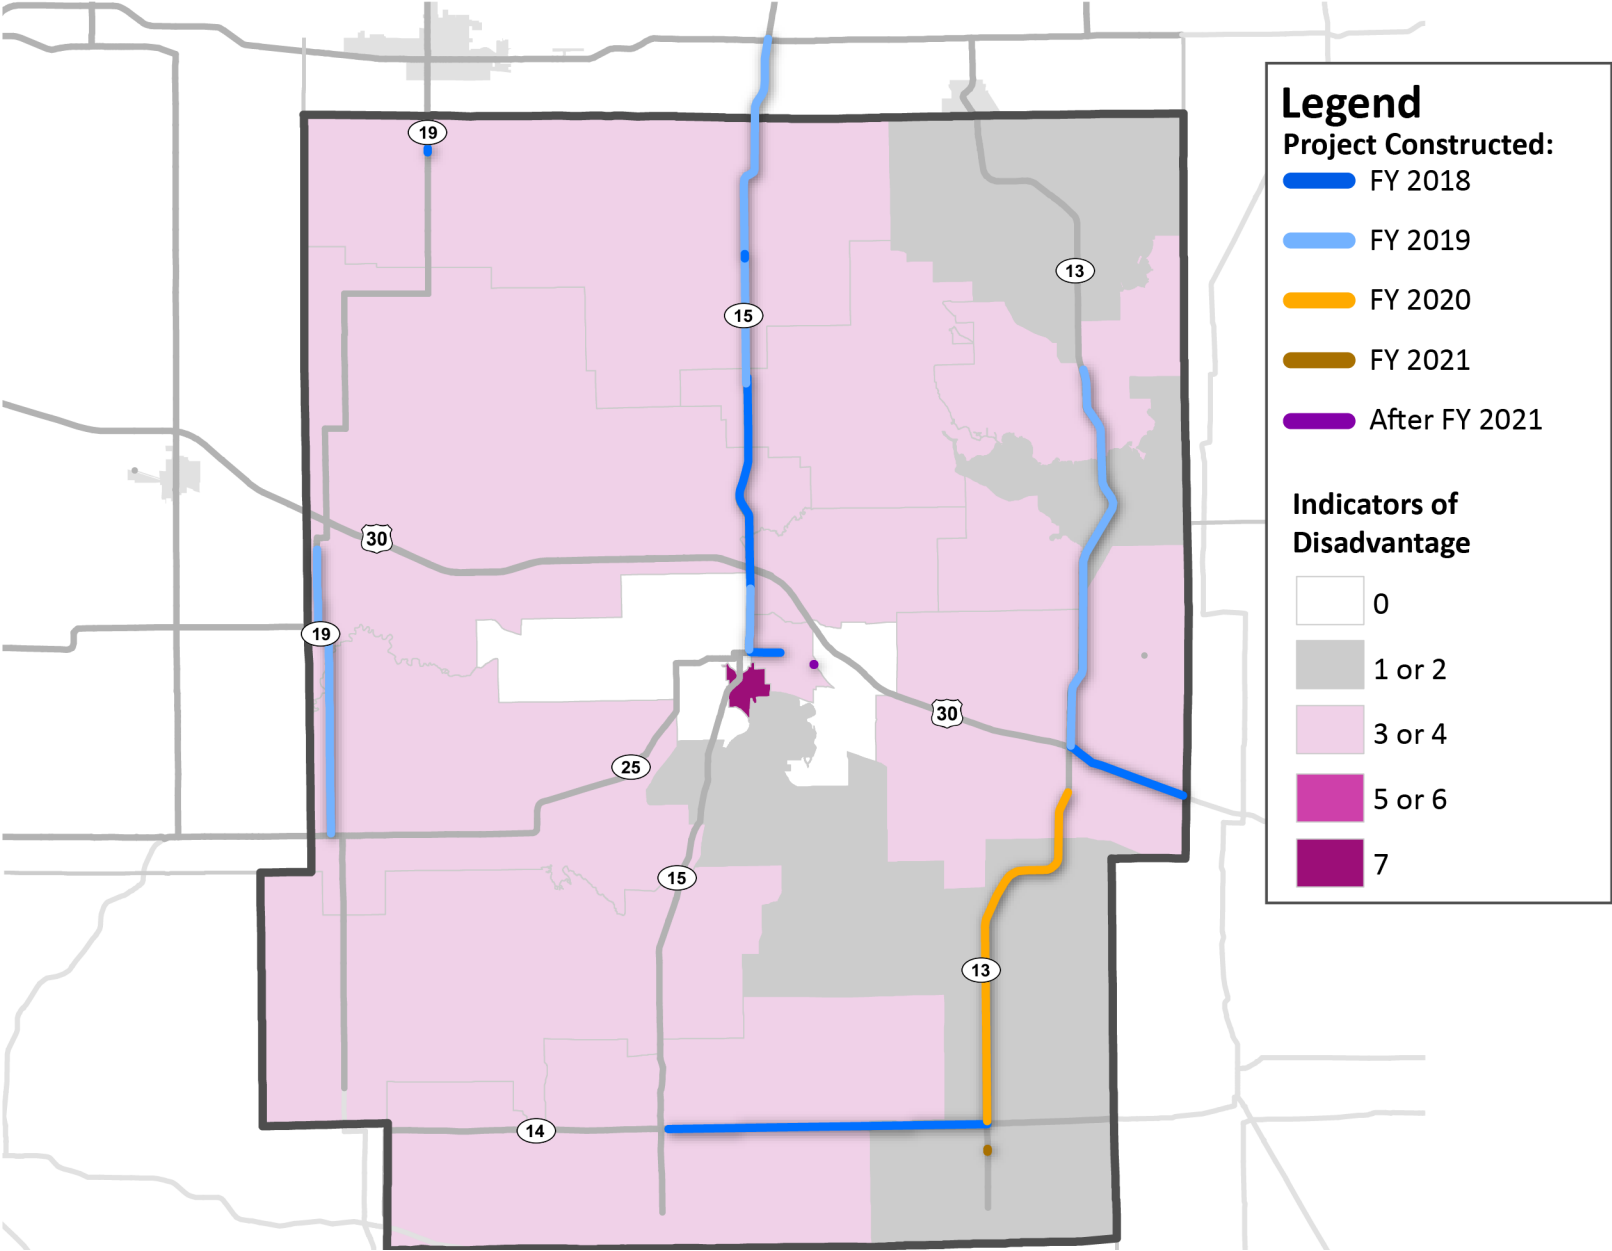 19
15
13
30
19
30
25
15
13
14
Legend
Project Constructed:
FY 2018
FY 2019
FY 2020
FY 2021
After FY 2021
Indicators of
Disadvantage
0
1 or 2
3 or 4
5 or 6
7